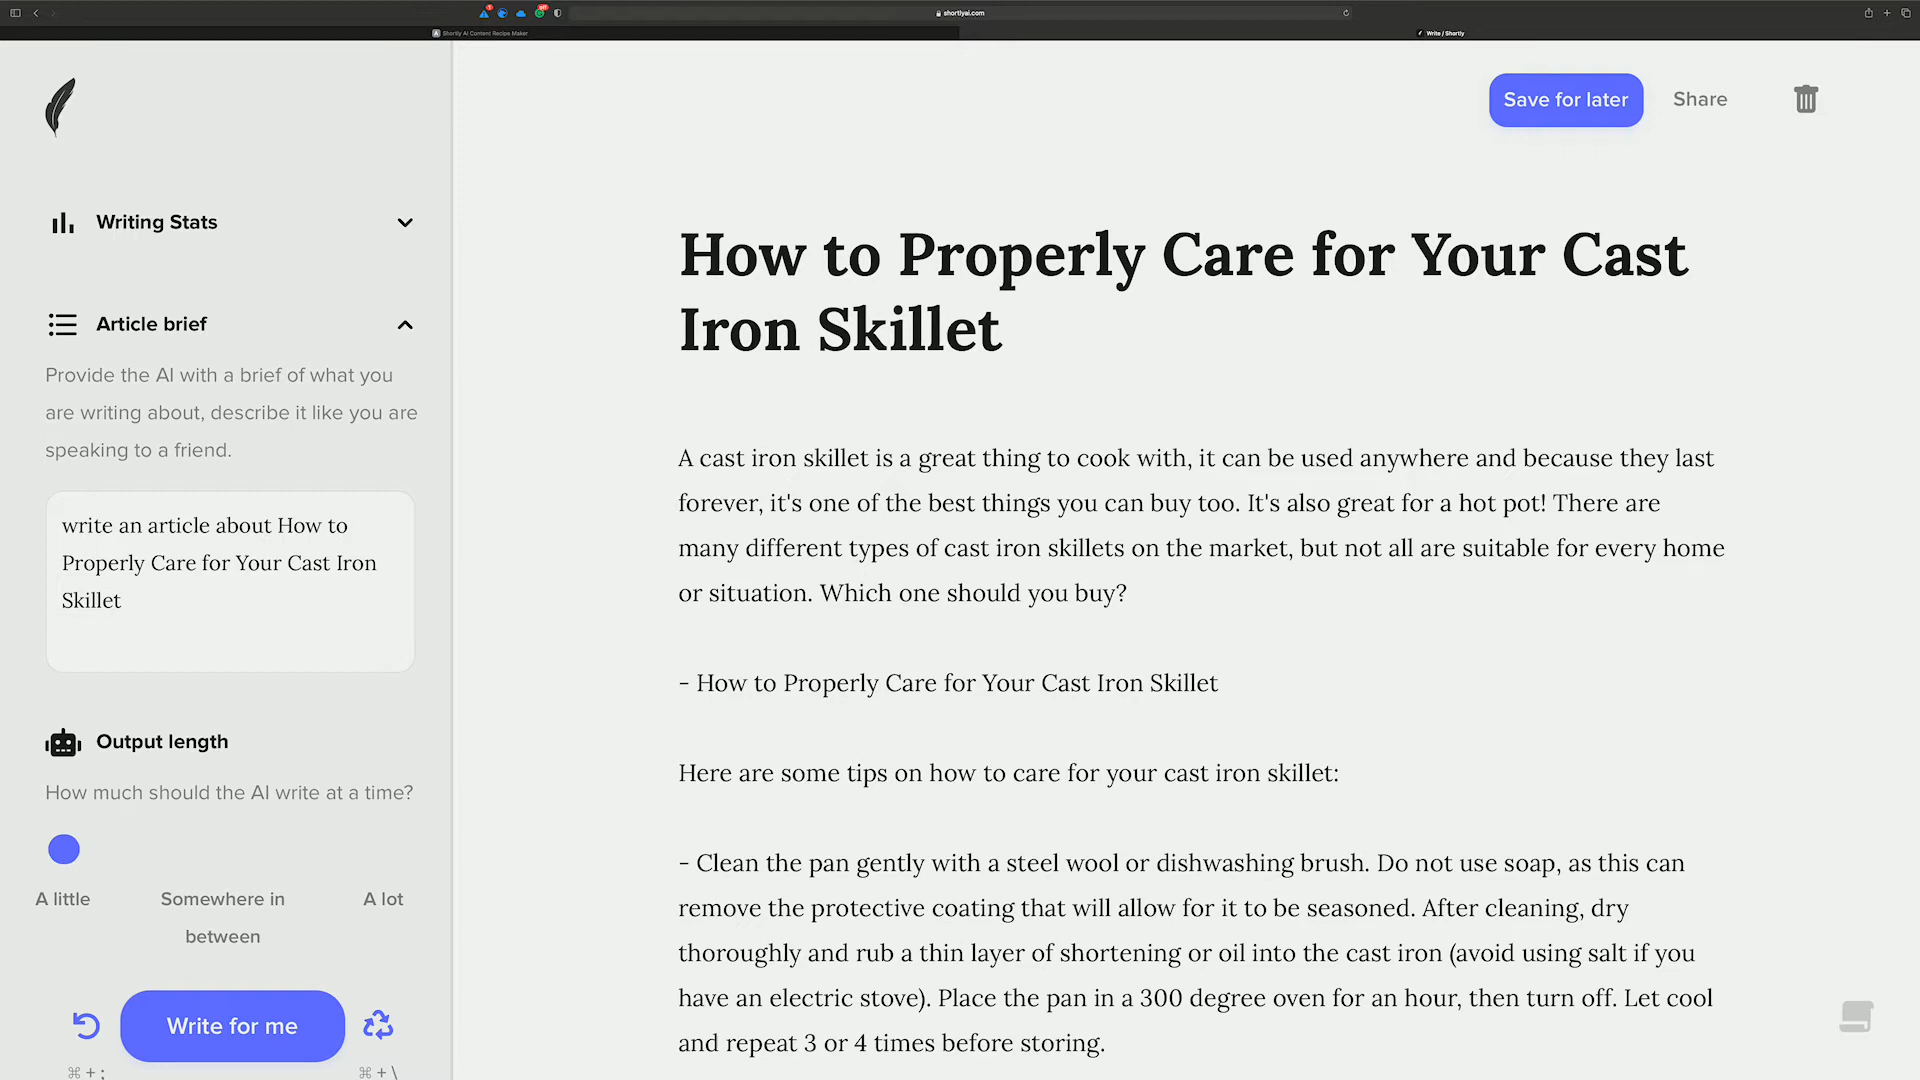 shortlyai.com
Shortly AI Content Recipe Maker
Write / Shortly
Save for later
Share
Writing Stats
Article brief
Provide the AI with a brief of what you
are writing about, describe it like you are
speaking to a friend.
write an article about How to
Properly Care for Your Cast Iron
Skillet
Output length
How much should the AI write at a time?
A little
Somewhere in
between
A lot
Write for me
⌘ + ;
⌘ + \
How to Properly Care for Your Cast
Iron Skillet
A cast iron skillet is a great thing to cook with, it can be used anywhere and because they last
forever, it's one of the best things you can buy too. It's also great for a hot pot! There are
many different types of cast iron skillets on the market, but not all are suitable for every home
or situation. Which one should you buy?
- How to Properly Care for Your Cast Iron Skillet
Here are some tips on how to care for your cast iron skillet:
- Clean the pan gently with a steel wool or dishwashing brush. Do not use soap, as this can
remove the protective coating that will allow for it to be seasoned. After cleaning, dry
thoroughly and rub a thin layer of shortening or oil into the cast iron (avoid using salt if you
have an electric stove). Place the pan in a 300 degree oven for an hour, then turn off. Let cool
and repeat 3 or 4 times before storing.